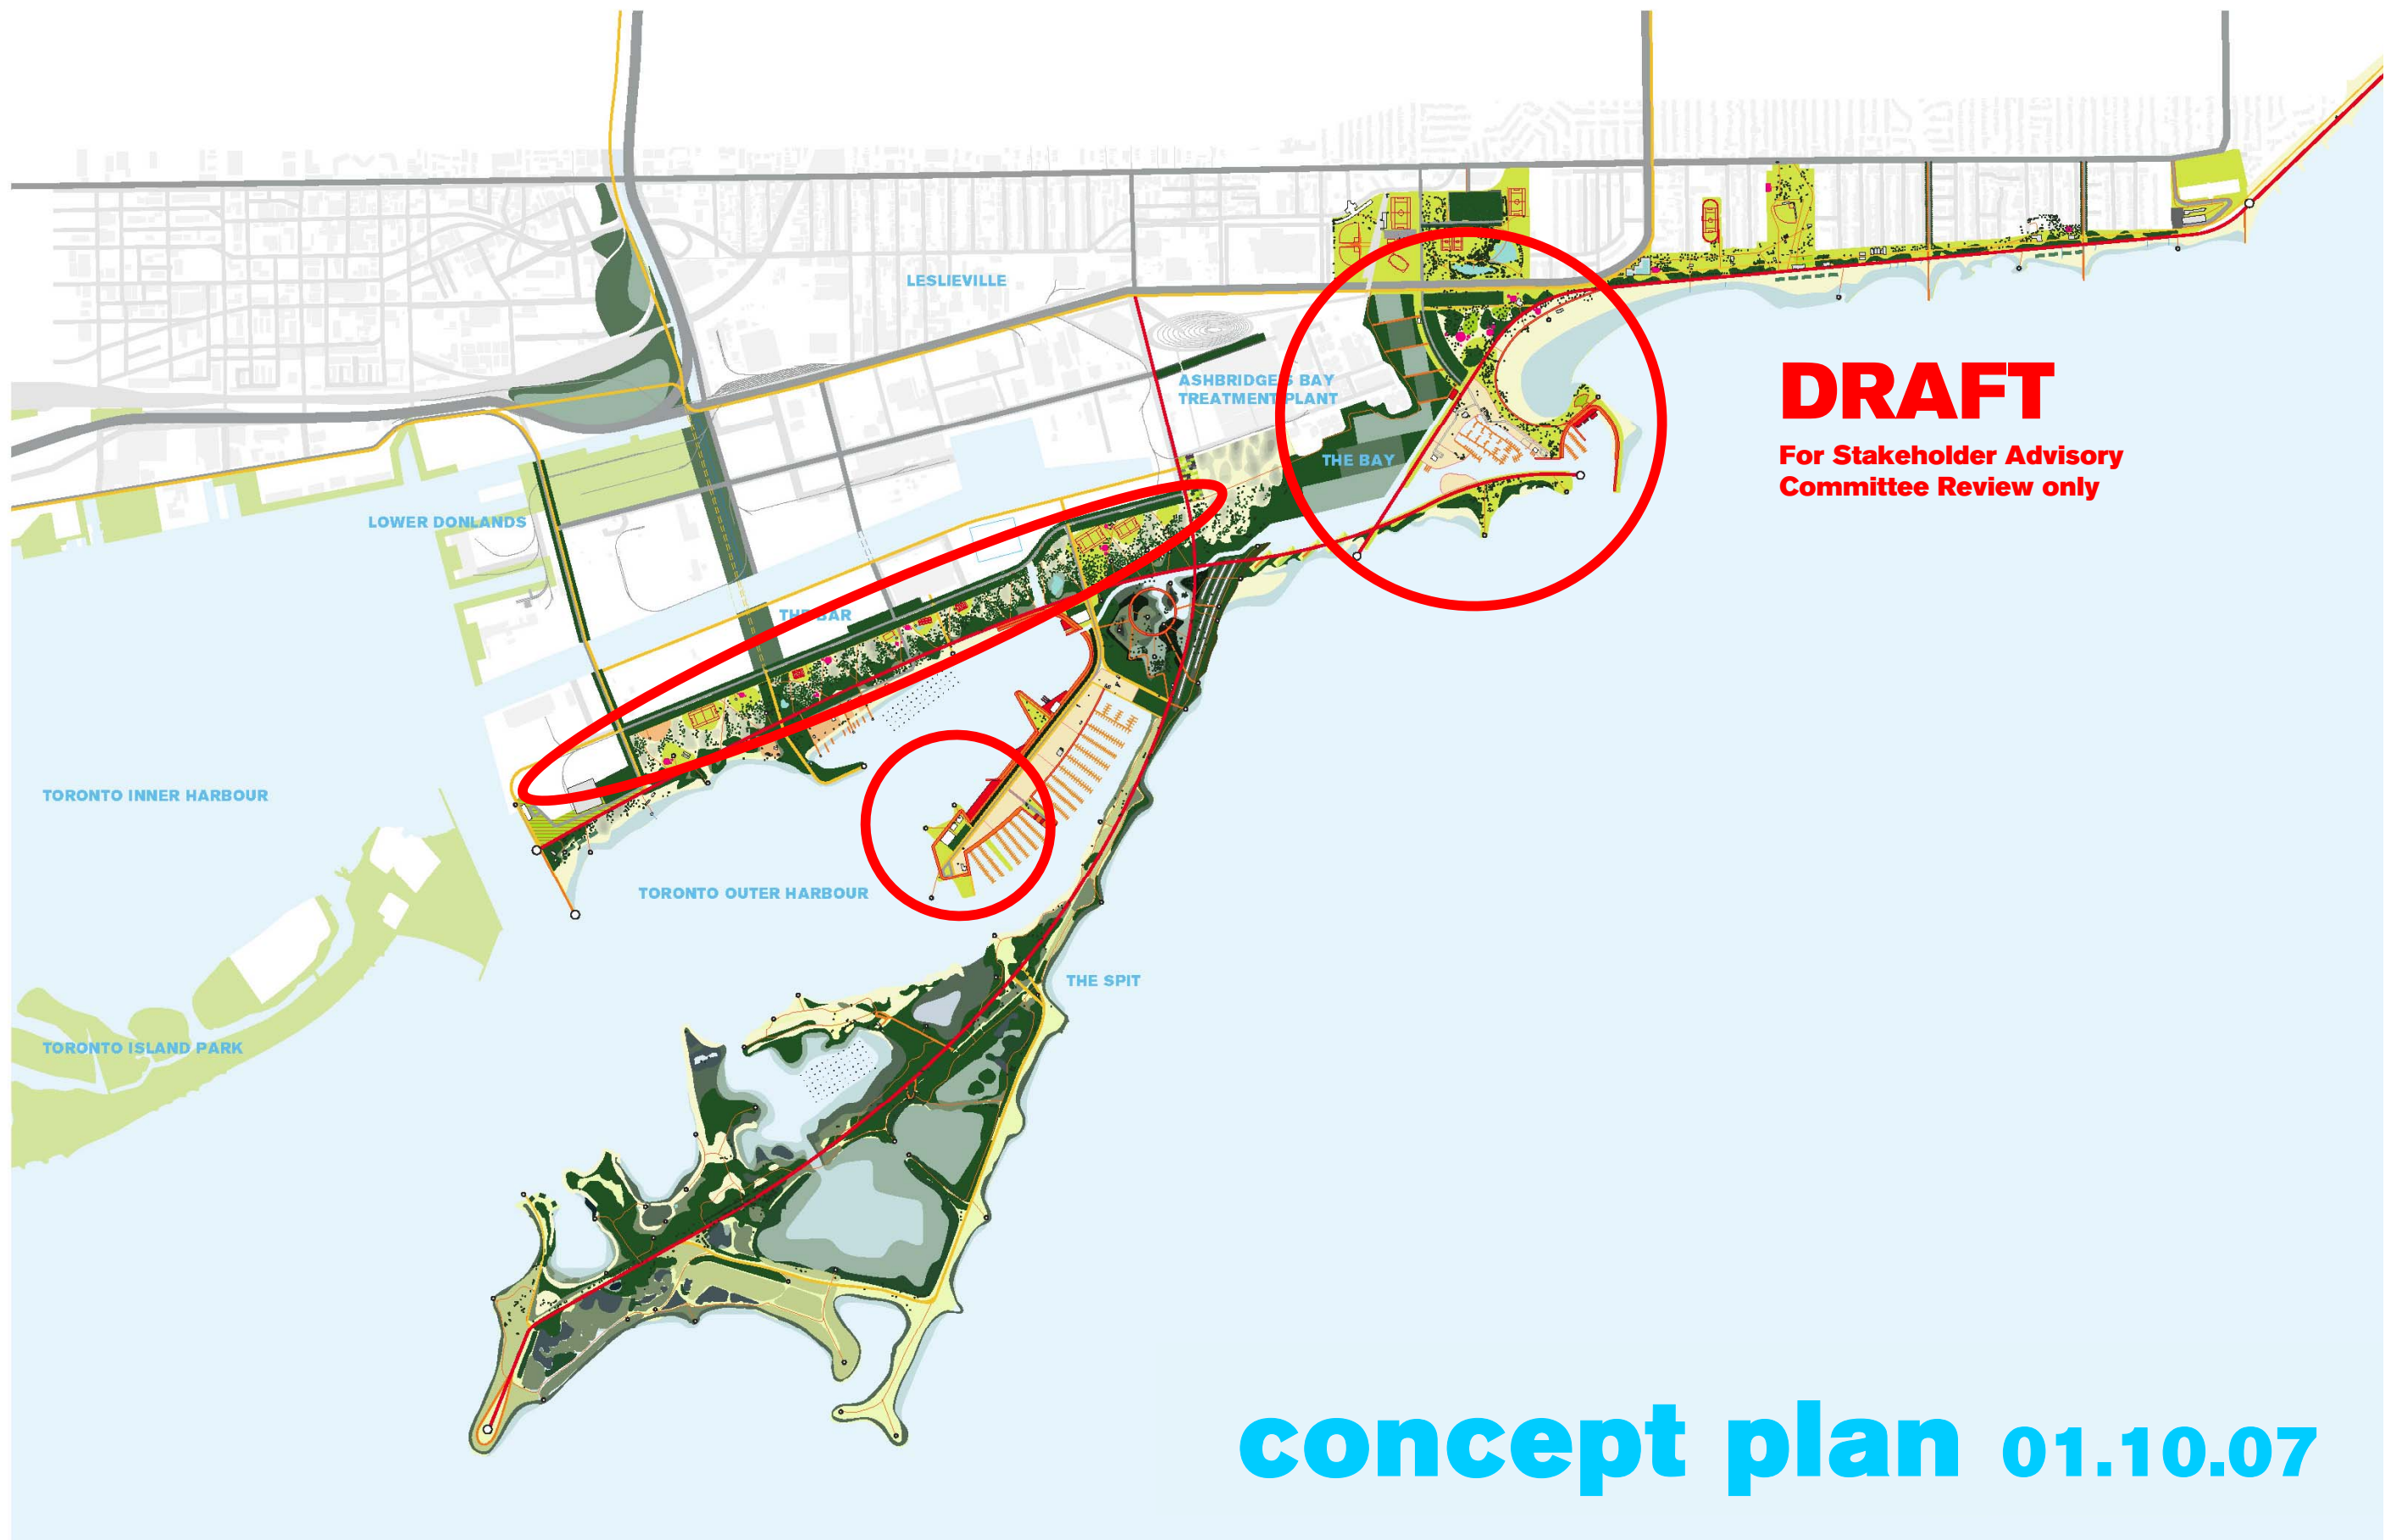 LESLIEVILLE
DRAFT
ASHBRIDGE'S BAY
TREATMENT PLANT
For Stakeholder Advisory
Committee Review only
THE BAY
LOWER DONLANDS
THE BAR
TORONTO INNER HARBOUR
TORONTO OUTER HARBOUR
THE SPIT
TORONTO ISLAND PARK
concept plan 01.10.07